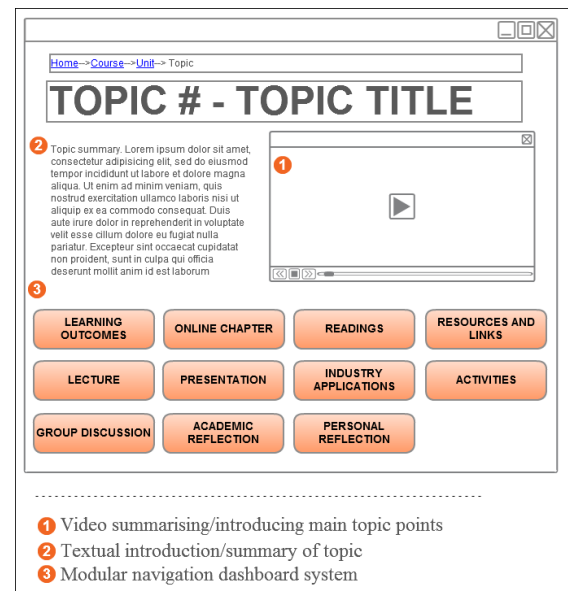 Home-->Course-->Unit--> Topic
TOPIC # - TOPIC TITLE
2
Topic summary. Lorem ipsum dolor sit amet,
consectetur adipisicing elit, sed do eiusmod
tempor incididunt ut labore et dolore magna
aliqua. Ut enim ad minim veniam, quis
nostrud exercitation ullamco laboris nisi ut
aliquip ex ea commodo consequat. Duis
aute irure dolor in reprehenderit in voluptate
velit esse cillum dolore eu fugiat nulla
pariatur. Excepteur sint occaecat cupidatat
non proident, sunt in culpa qui officia
deserunt mollit anim id est laborum
1
3
LEARNING
OUTCOMES
ONLINE CHAPTER
READINGS
RESOURCES AND
LINKS
LECTURE
PRESENTATION
INDUSTRY
APPLICATIONS
ACTIVITIES
GROUP DISCUSSION
ACADEMIC
REFLECTION
PERSONAL
REFLECTION
1 Video summarising/introducing main topic points
2 Textual introduction/summary of topic
3 Modular navigation dashboard system